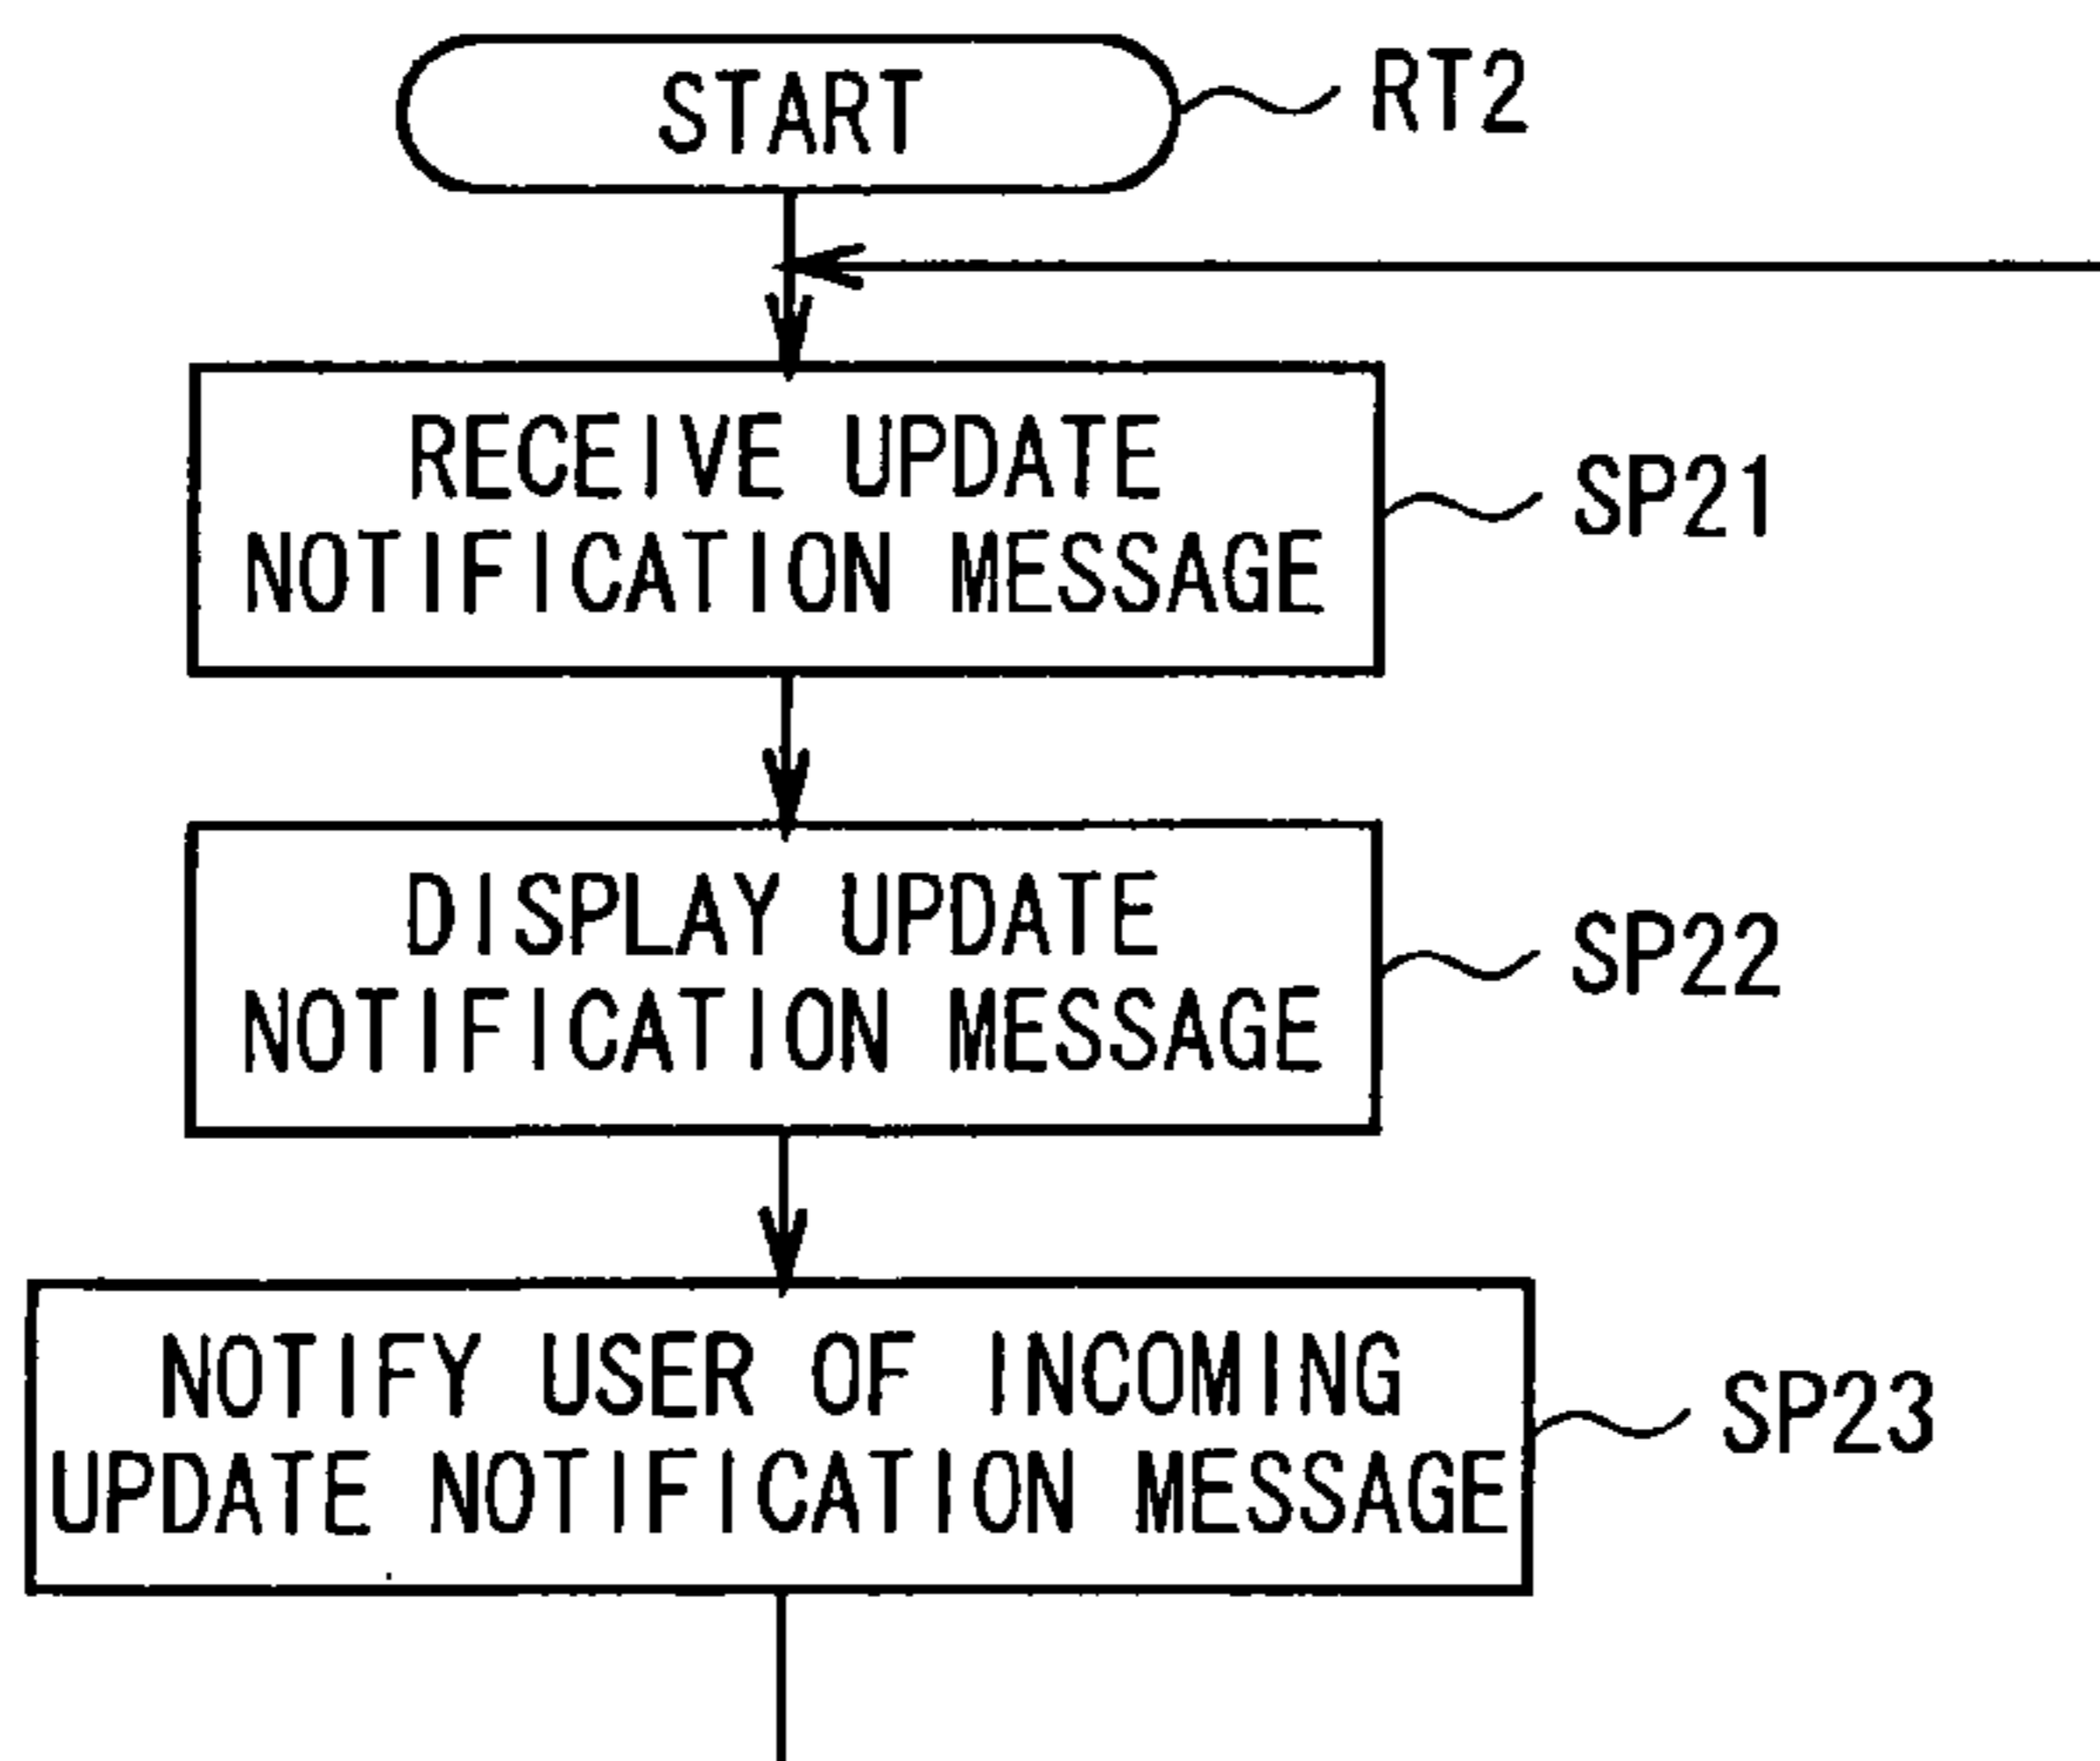 START
RT2
RECEIVE UPDATE
NOTIFICATION MESSAGE
SP21
DISPLAY UPDATE
NOTIFICATION MESSAGE
SP22
NOTIFY USER OF INCOMING
UPDATE NOTIFICATION MESSAGE
SP23